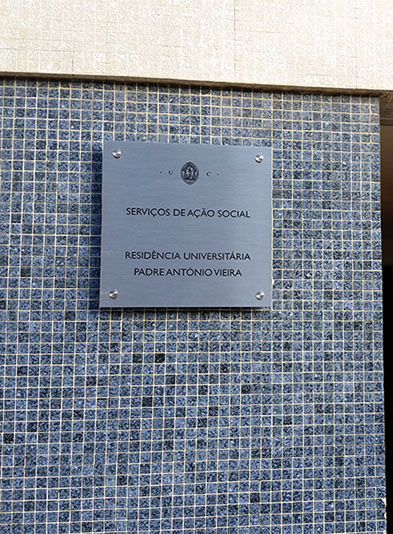 · U · C ·
SERVIÇOS DE AÇÃO SOCIAL
RESIDÊNCIA UNIVERSITÁRIA
PADRE ANTÓNIO VIEIRA